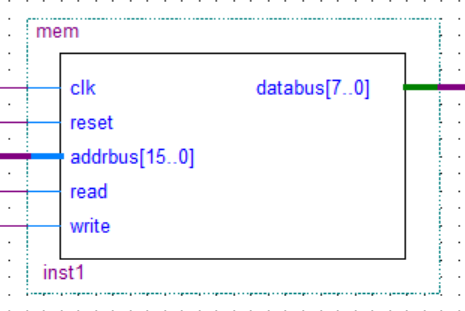 mem
clk databus[7..0]
reset
addrbus[15..0]
read
write
inst1